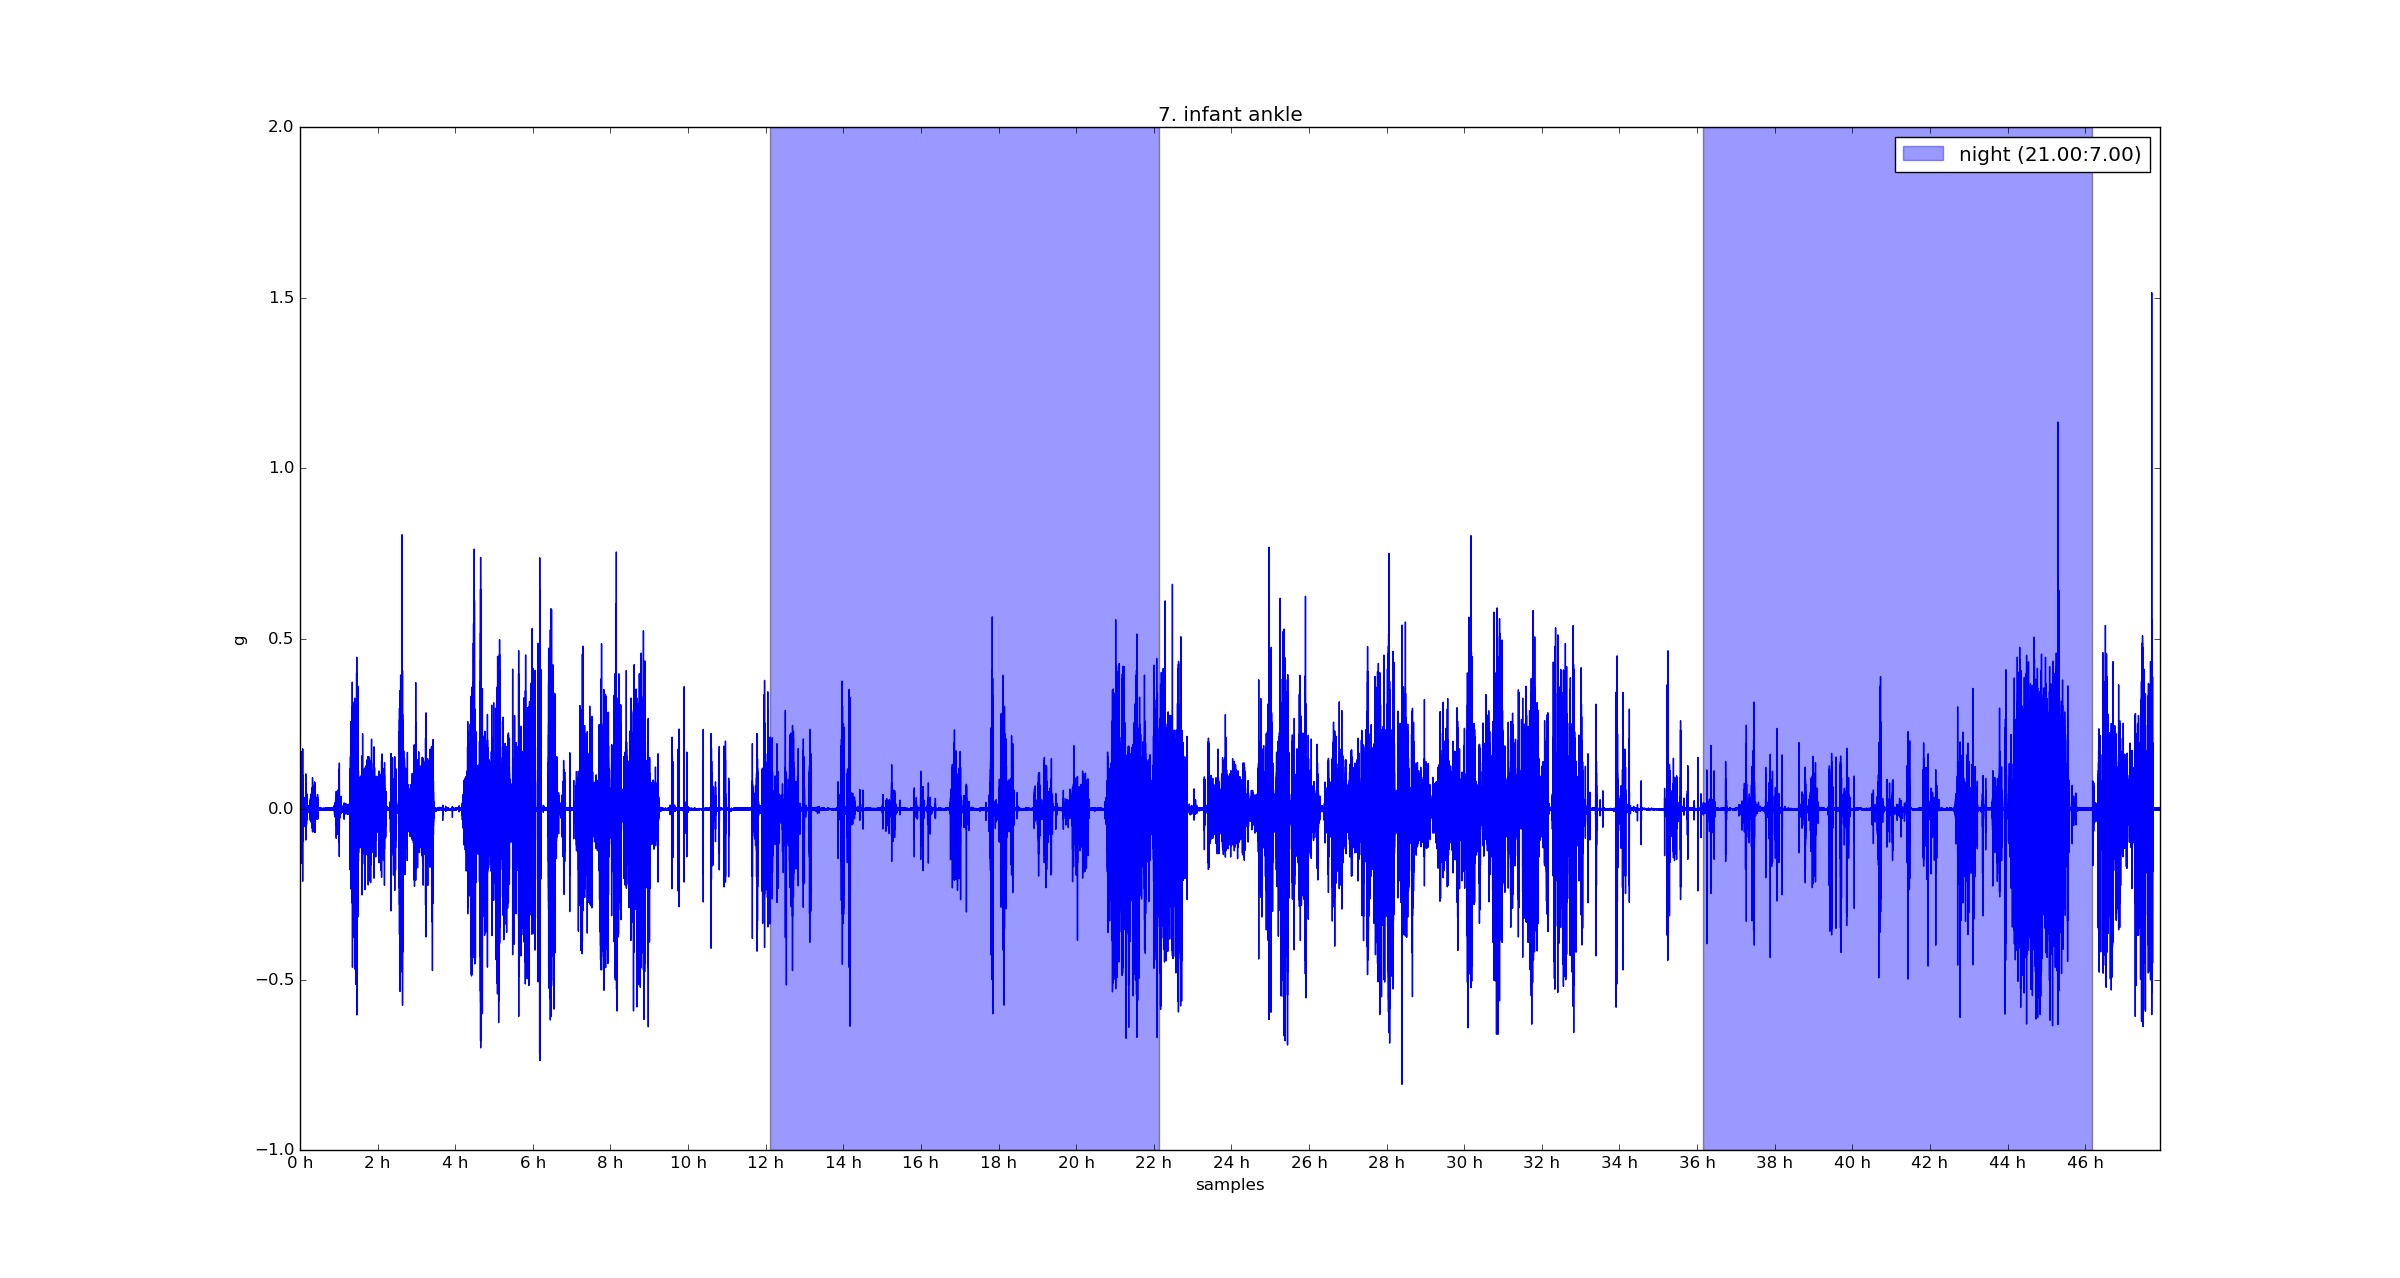 7. infant ankle
2.0
1.5
1.0
0.5
0.0
−0.5
−1.0
g
night (21.00:7.00)
0 h 2 h 4 h 6 h 8 h 10 h 12 h 14 h 16 h 18 h 20 h 22 h 24 h 26 h 28 h 30 h 32 h 34 h 36 h 38 h 40 h 42 h 44 h 46 h
samples